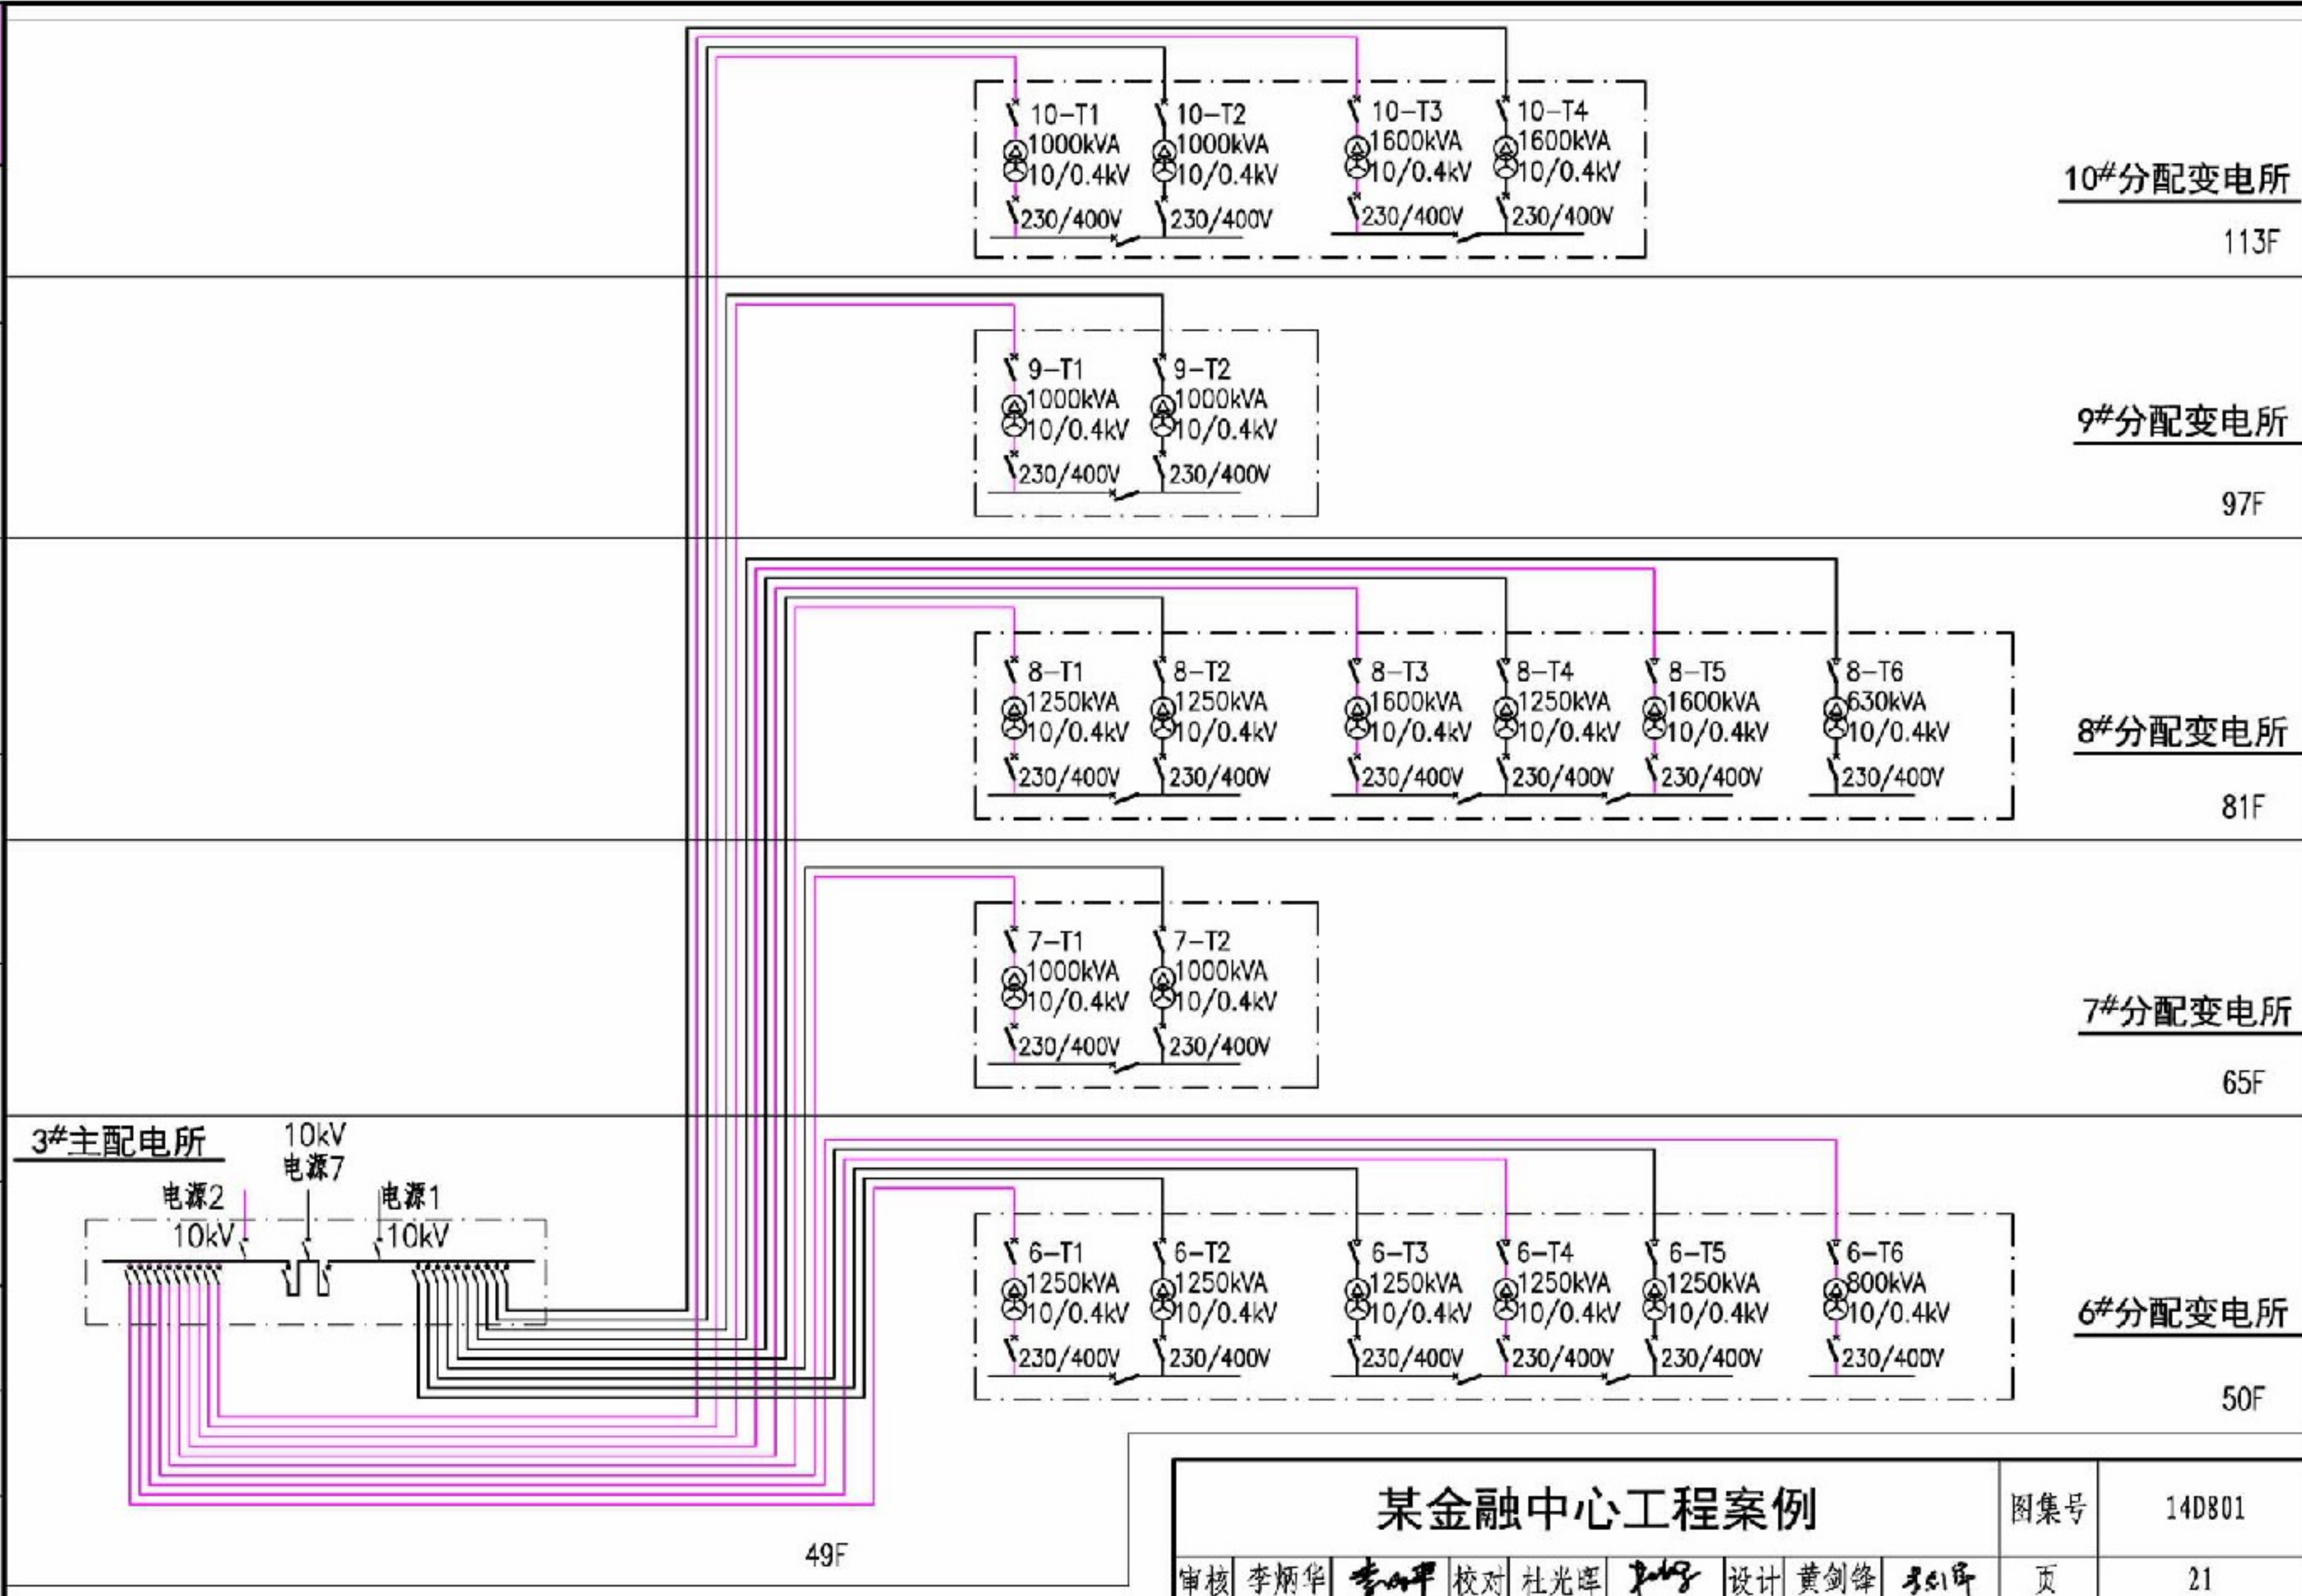 10-T1 10-T2 10-T3 10-T4
1000kVA 1000kVA 1600kVA 1600kVA
10/0.4kV 10/0.4kV 10/0.4kV 10/0.4kV
230/400V 230/400V 230/400V 230/400V
10#分配变电所
113F
9-T1 9-T2
1000kVA 1000kVA
10/0.4kV 10/0.4kV
230/400V 230/400V
9#分配变电所
97F
8-T1 8-T2 8-T3 8-T4 8-T5 8-T6
1250kVA 1250kVA 1600kVA 1250kVA 1600kVA 630kVA
10/0.4kV 10/0.4kV 10/0.4kV 10/0.4kV 10/0.4kV 10/0.4kV
230/400V 230/400V 230/400V 230/400V 230/400V 230/400V
8#分配变电所
81F
7-T1 7-T2
1000kVA 1000kVA
10/0.4kV 10/0.4kV
230/400V 230/400V
7#分配变电所
65F
3#主配电所
10kV
电源7
电源2 电源1
10kV 10kV
6-T1 6-T2 6-T3 6-T4 6-T5 6-T6
1250kVA 1250kVA 1250kVA 1250kVA 1250kVA 800kVA
10/0.4kV 10/0.4kV 10/0.4kV 10/0.4kV 10/0.4kV 10/0.4kV
230/400V 230/400V 230/400V 230/400V 230/400V 230/400V
6#分配变电所
50F
49F
某金融中心工程案例 图集号 14D801
审核 李炳华 校对 杜光晖 设计 黄剑锋 页 21